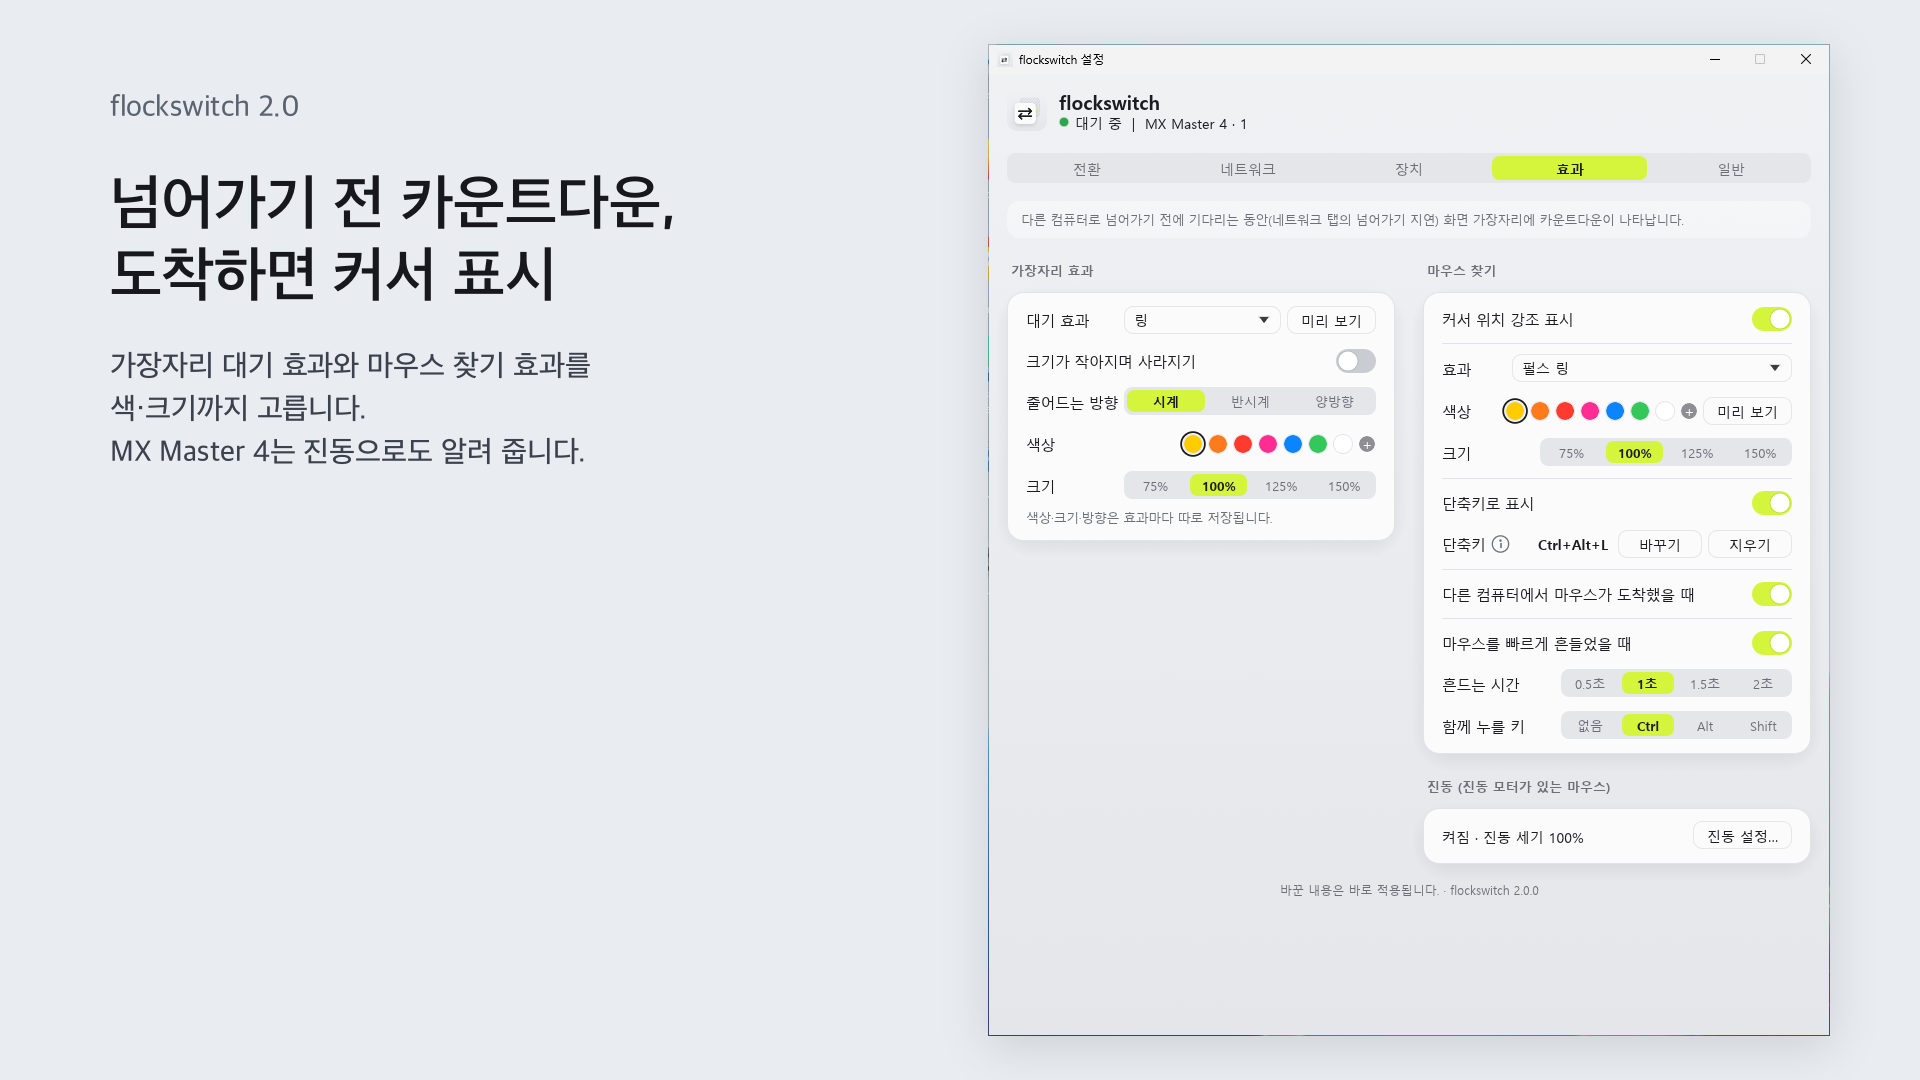 flockswitch 2.0
넘어가기 전 카운트다운,
도착하면 커서 표시
가장자리 대기 효과와 마우스 찾기 효과를
색·크기까지 고릅니다.
MX Master 4는 진동으로도 알려 줍니다.
flockswitch 설정
flockswitch
대기 중 | MX Master 4 · 1
전환 네트워크 장치 효과 일반
다른 컴퓨터로 넘어가기 전에 기다리는 동안(네트워크 탭의 넘어가기 지연) 화면 가장자리에 카운트다운이 나타납니다.
가장자리 효과
대기 효과 링 미리 보기
크기가 작아지며 사라지기
줄어드는 방향 시계 반시계 양방향
색상
크기 75% 100% 125% 150%
색상·크기·방향은 효과마다 따로 저장됩니다.
마우스 찾기
커서 위치 강조 표시
효과 펄스 링
색상 미리 보기
크기 75% 100% 125% 150%
단축키로 표시
단축키 Ctrl+Alt+L 바꾸기 지우기
다른 컴퓨터에서 마우스가 도착했을 때
마우스를 빠르게 흔들었을 때
흔드는 시간 0.5초 1초 1.5초 2초
함께 누를 키 없음 Ctrl Alt Shift
진동 (진동 모터가 있는 마우스)
켜짐 · 진동 세기 100% 진동 설정...
바꾼 내용은 바로 적용됩니다. · flockswitch 2.0.0